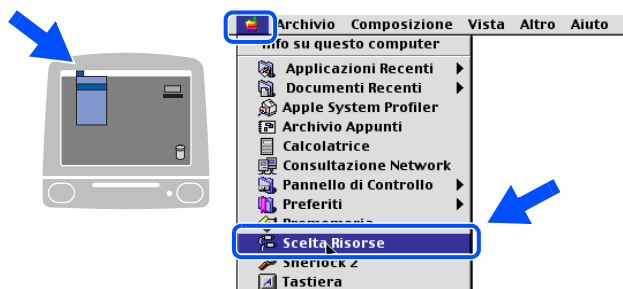 Archivio Composizione Vista Altro Aiuto
Info su questo computer
Applicazioni Recenti
Documenti Recenti
Apple System Profiler
Archivio Appunti
Calcolatrice
Consultazione Network
Pannello di Controllo
Preferiti
Promemoria
Scelta Risorse
Sherlock 2
Tastiera